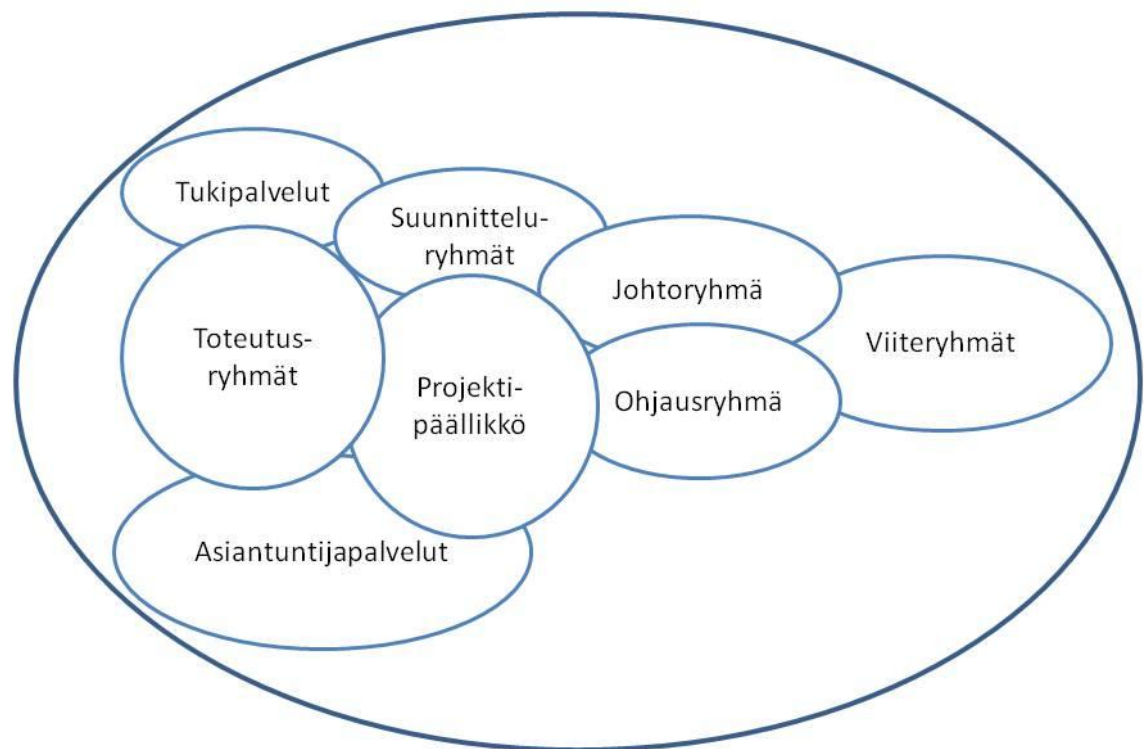 Tukipalvelut
Suunnittelu-
ryhmät
Johtoryhmä
Viiteryhmät
Toteutus-
ryhmät
Projekti-
päällikkö
Ohjausryhmä
Asiantuntijapalvelut